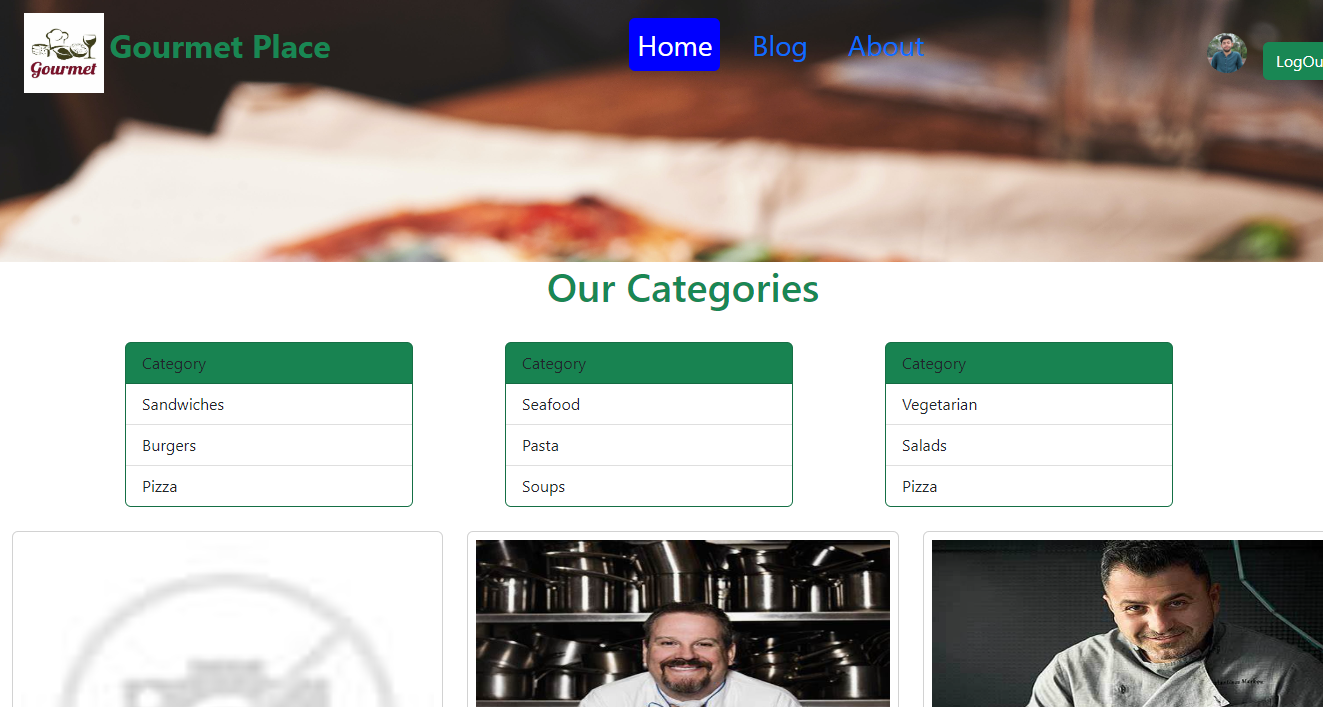 Gourmet
Gourmet Place
Home
Blog
About
LogOu
Our Categories
Category
Sandwiches
Burgers
Pizza
Category
Seafood
Pasta
Soups
Category
Vegetarian
Salads
Pizza